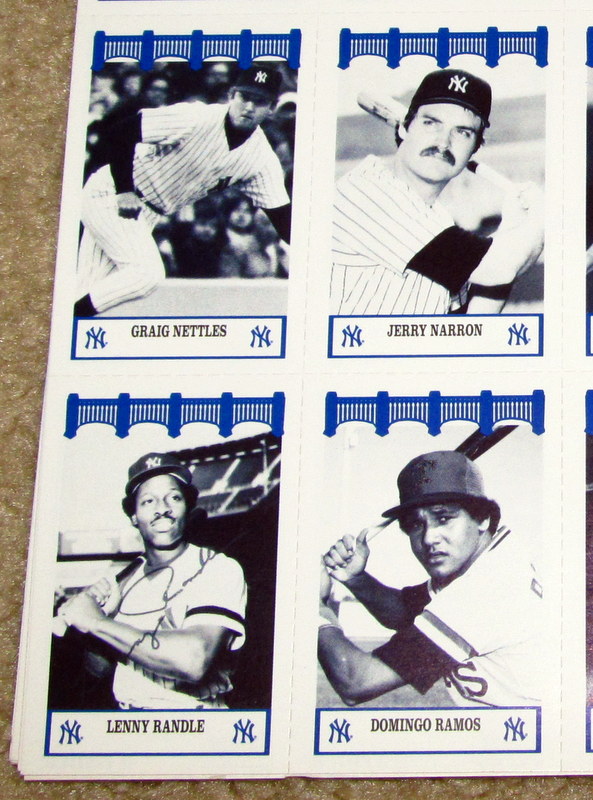 GRAIG NETTLES
JERRY NARRON
LENNY RANDLE
DOMINGO RAMOS